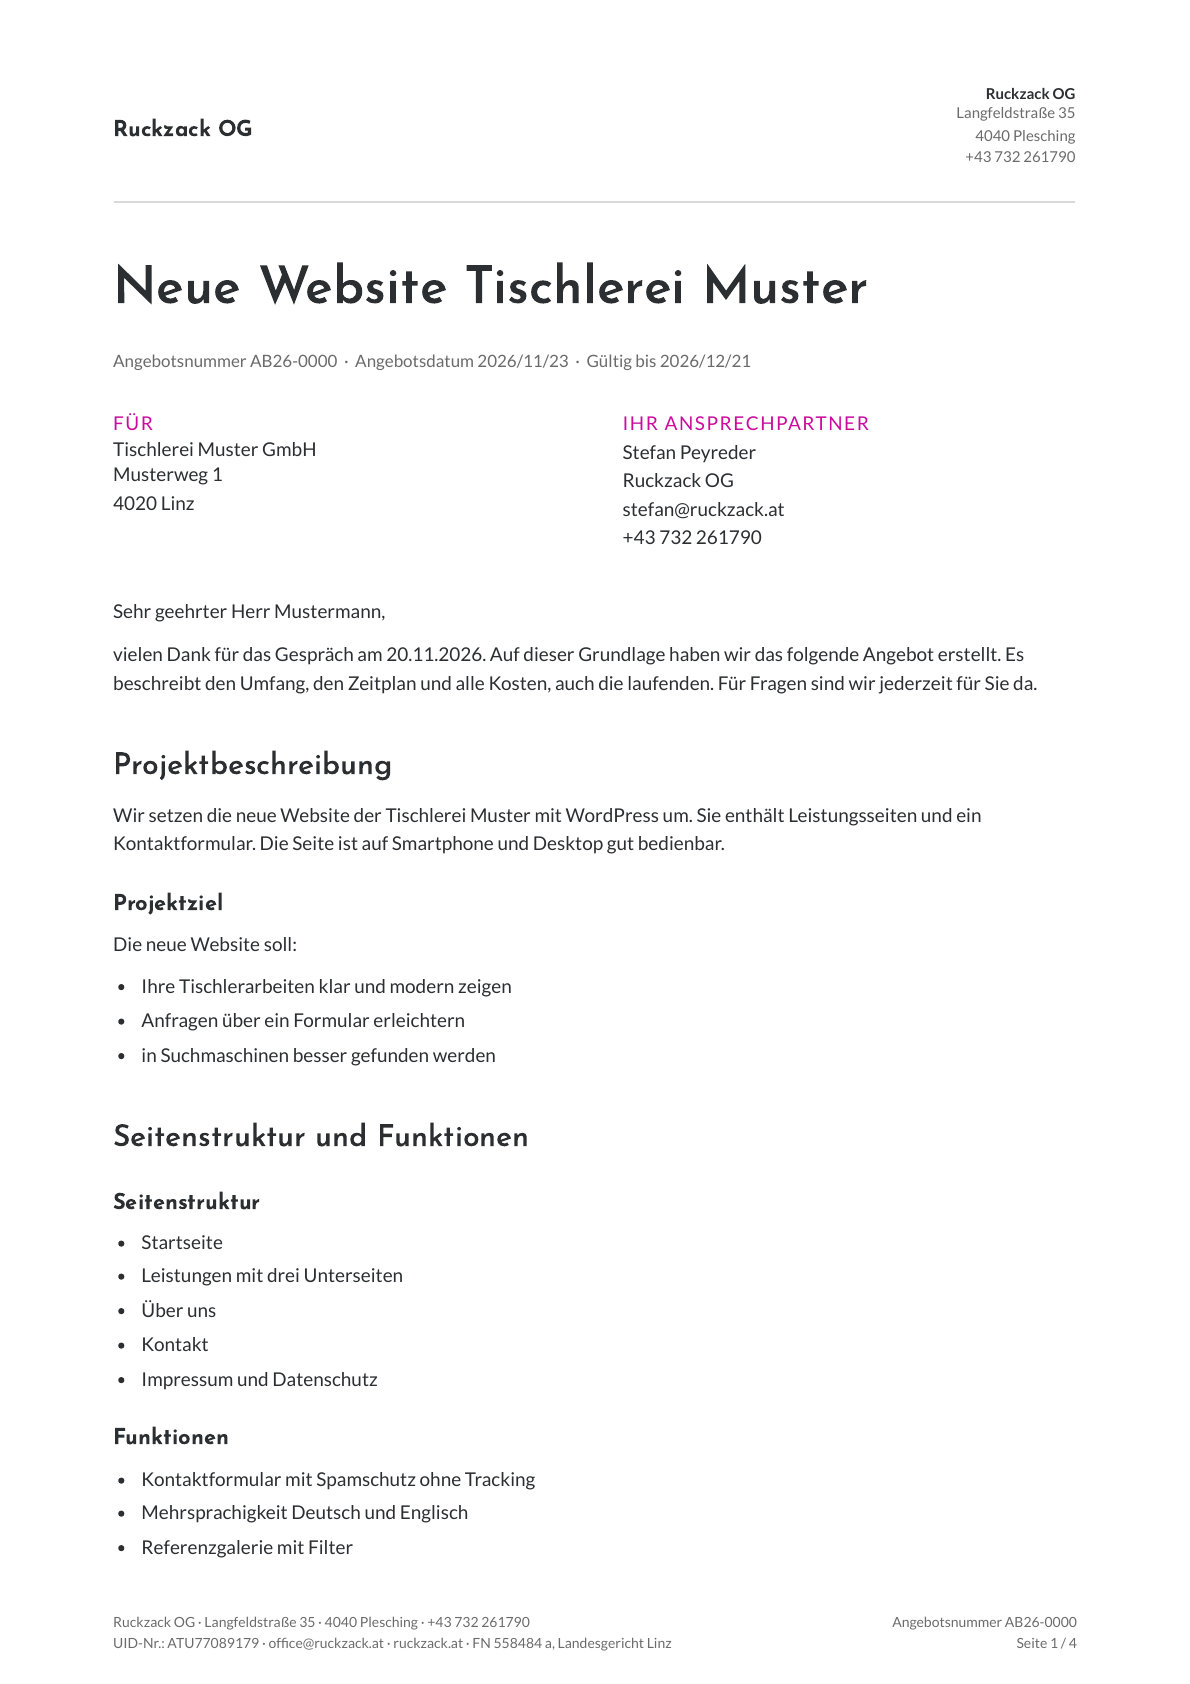 Ruckzack OG
Ruckzack OG
Langfeldstraße 35
4040 Plesching
+43 732 261790
Neue Website Tischlerei Muster
Angebotsnummer AB26-0000 · Angebotsdatum 2026/11/23 · Gültig bis 2026/12/21
FÜR
Tischlerei Muster GmbH
Musterweg 1
4020 Linz
IHR ANSPRECHPARTNER
Stefan Peyreder
Ruckzack OG
stefan@ruckzack.at
+43 732 261790
Sehr geehrter Herr Mustermann,
vielen Dank für das Gespräch am 20.11.2026. Auf dieser Grundlage haben wir das folgende Angebot erstellt. Es
beschreibt den Umfang, den Zeitplan und alle Kosten, auch die laufenden. Für Fragen sind wir jederzeit für Sie da.
Projektbeschreibung
Wir setzen die neue Website der Tischlerei Muster mit WordPress um. Sie enthält Leistungsseiten und ein
Kontaktformular. Die Seite ist auf Smartphone und Desktop gut bedienbar.
Projektziel
Die neue Website soll:
• Ihre Tischlerarbeiten klar und modern zeigen
• Anfragen über ein Formular erleichtern
• in Suchmaschinen besser gefunden werden
Seitenstruktur und Funktionen
Seitenstruktur
• Startseite
• Leistungen mit drei Unterseiten
• Über uns
• Kontakt
• Impressum und Datenschutz
Funktionen
• Kontaktformular mit Spamschutz ohne Tracking
• Mehrsprachigkeit Deutsch und Englisch
• Referenzgalerie mit Filter
Ruckzack OG · Langfeldstraße 35 · 4040 Plesching · +43 732 261790
UID-Nr.: ATU77089179 · office@ruckzack.at · ruckzack.at · FN 558484 a, Landesgericht Linz
Angebotsnummer AB26-0000
Seite 1 / 4